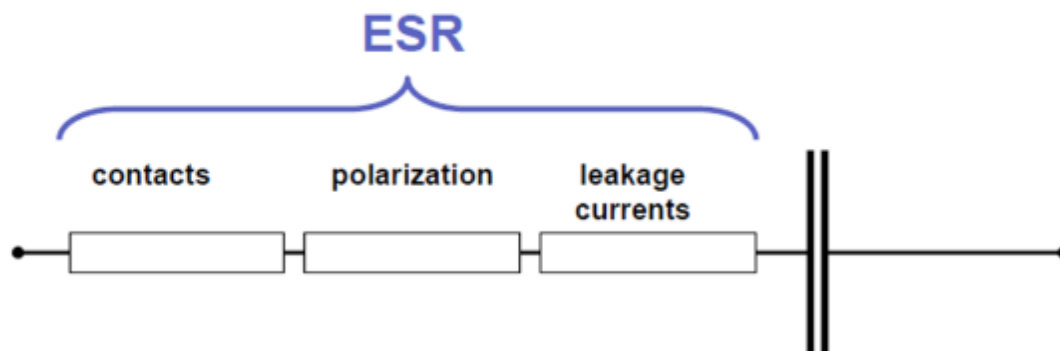 ESR
contacts
polarization
leakage
currents